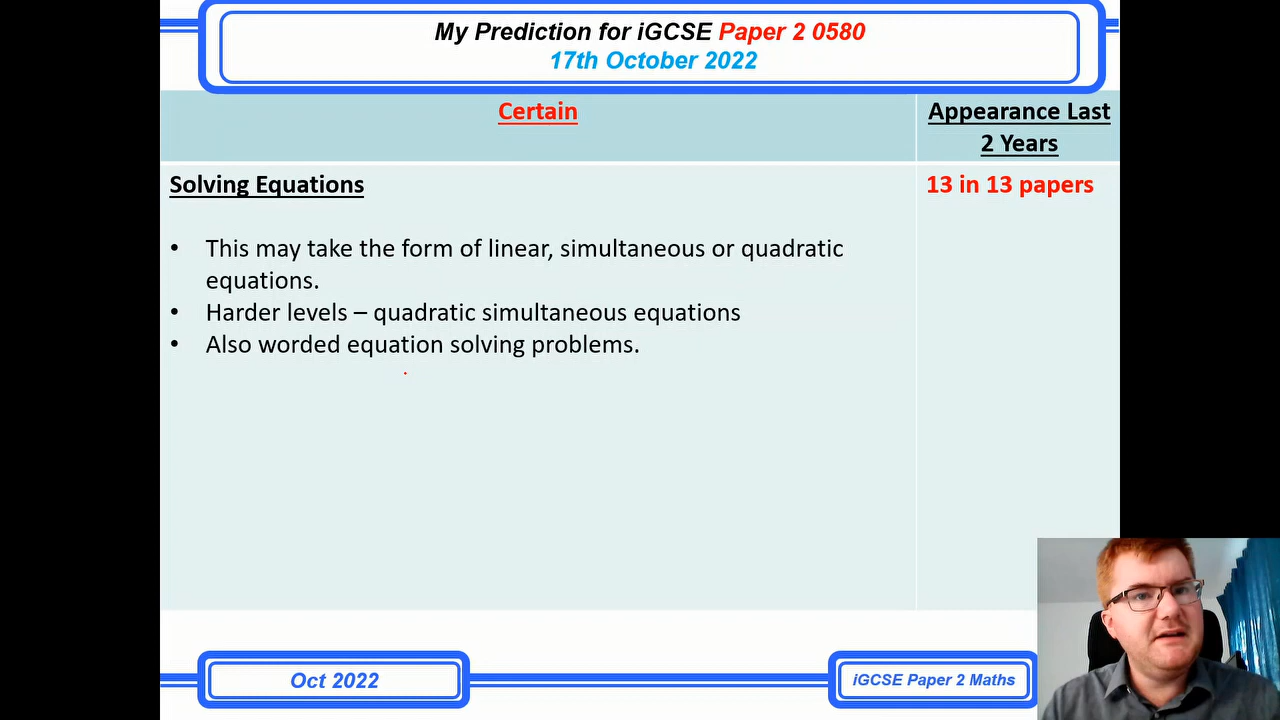 My Prediction for iGCSE Paper 2 0580
17th October 2022
Certain
Appearance Last
2 Years
Solving Equations
13 in 13 papers
• This may take the form of linear, simultaneous or quadratic
equations.
• Harder levels – quadratic simultaneous equations
• Also worded equation solving problems.
Oct 2022
iGCSE Paper 2 Maths